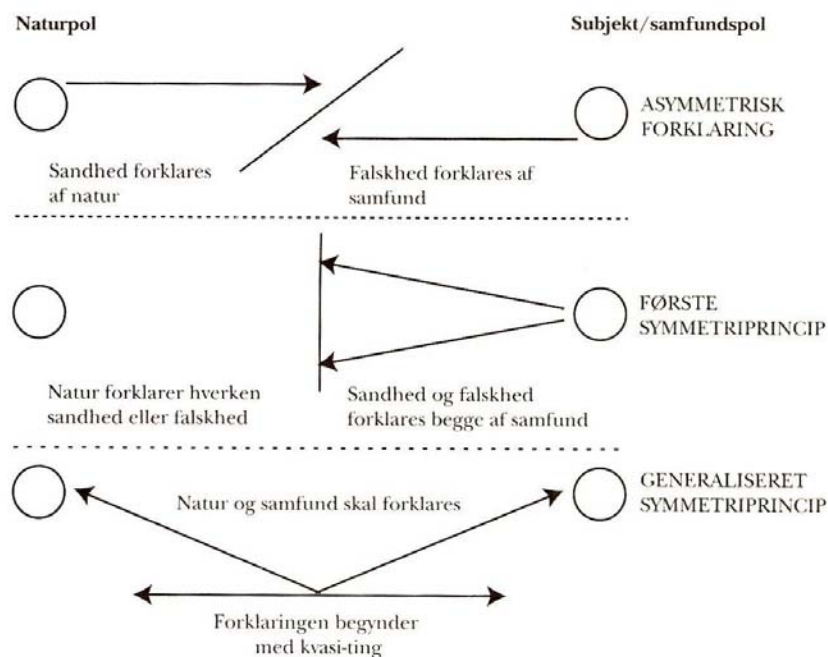 Naturpol
Subjekt/samfundspol
ASYMMETRISK
FORKLARING
Sandhed forklares
af natur
Falskhed forklares af
samfund
FØRSTE
SYMMETRIPRINCIP
Natur forklarer hverken
sandhed eller falskhed
Sandhed og falskhed
forklares begge af samfund
GENERALISERET
SYMMETRIPRINCIP
Natur og samfund skal forklares
Forklaringen begynder
med kvasi-ting